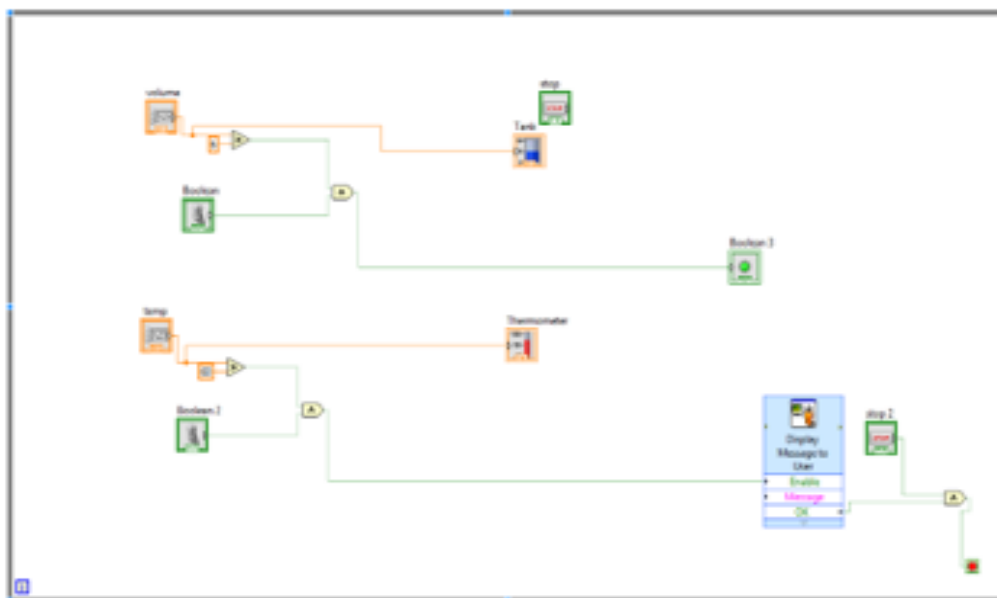 volume
stop
Tank
Boolean
Boolean 3
temp
Thermometer
Boolean 2
Display
Message to
User
Enable
Message
OK
stop 2
i